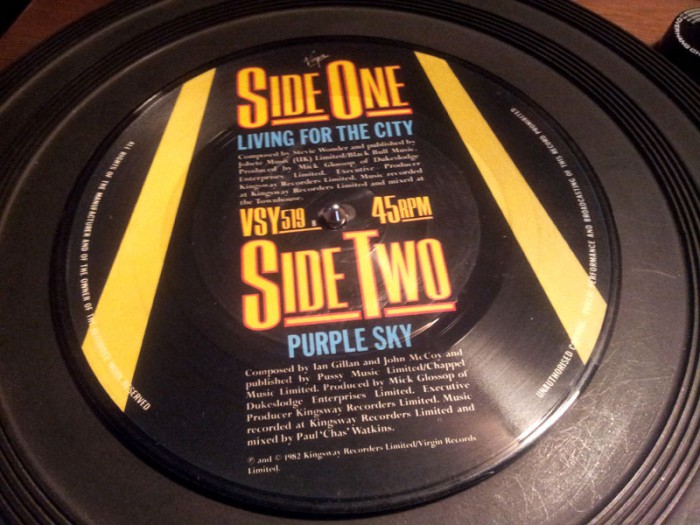 Virgin
SIDE ONE
LIVING FOR THE CITY
Composed by Stevie Wonder and published by
Jobete Music (UK) Limited/Black Bull Music.
Produced by Mick Glossop of Dukeslodge
Enterprises Limited. Executive Producer
Kingsway Recorders Limited. Music recorded
at Kingsway Recorders Limited and mixed at
the Townhouse.
VSY 519 45RPM
SIDE TWO
PURPLE SKY
Composed by Ian Gillan and John McCoy and
published by Pussy Music Limited/Chappel
Music Limited. Produced by Mick Glossop of
Dukeslodge Enterprises Limited. Executive
Producer Kingsway Recorders Limited. Music
recorded at Kingsway Recorders Limited and
mixed by Paul 'Chas' Watkins.
℗ and © 1982 Kingsway Recorders Limited/Virgin Records
Limited.
ALL RIGHTS OF THE MANUFACTURER AND OF THE OWNER OF THE RESERVED
UNAUTHORISED PERFORMANCE AND BROADCASTING OF THIS RECORD PROHIBITED